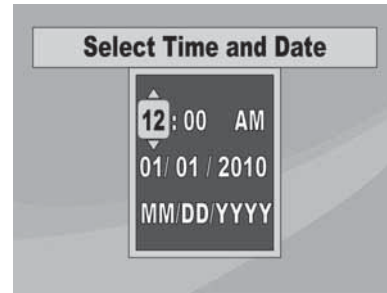 Select Time and Date
12 : 00 AM
01/ 01 / 2010
MM/DD/YYYY